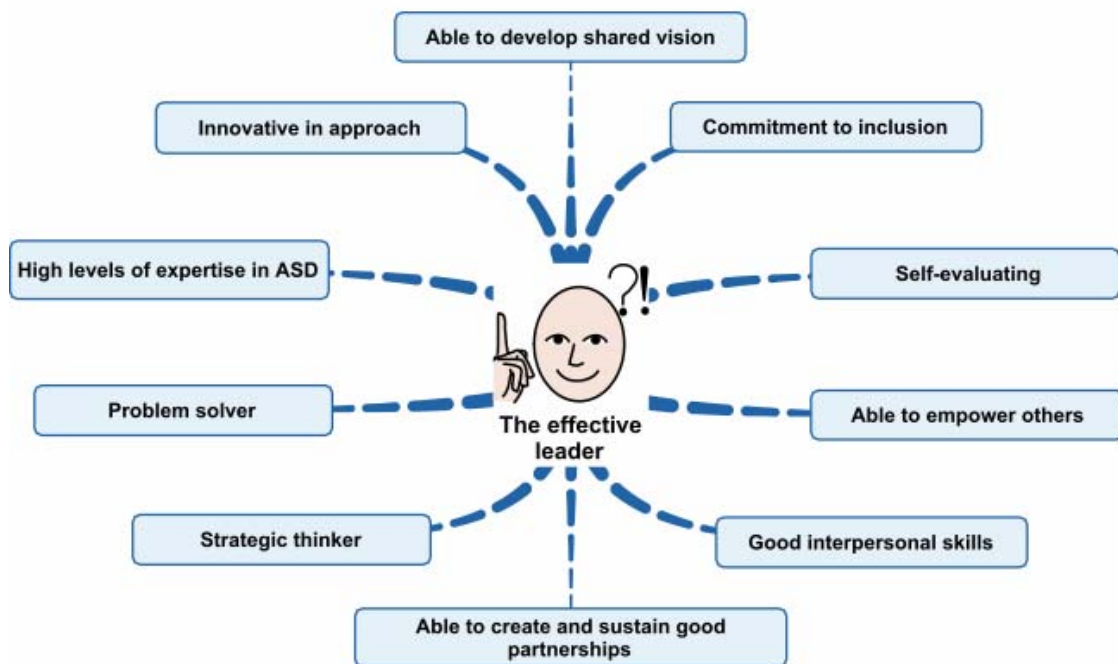 Able to develop shared vision
Innovative in approach
Commitment to inclusion
High levels of expertise in ASD
?!
Self-evaluating
Problem solver
The effective
leader
Able to empower others
Strategic thinker
Good interpersonal skills
Able to create and sustain good
partnerships